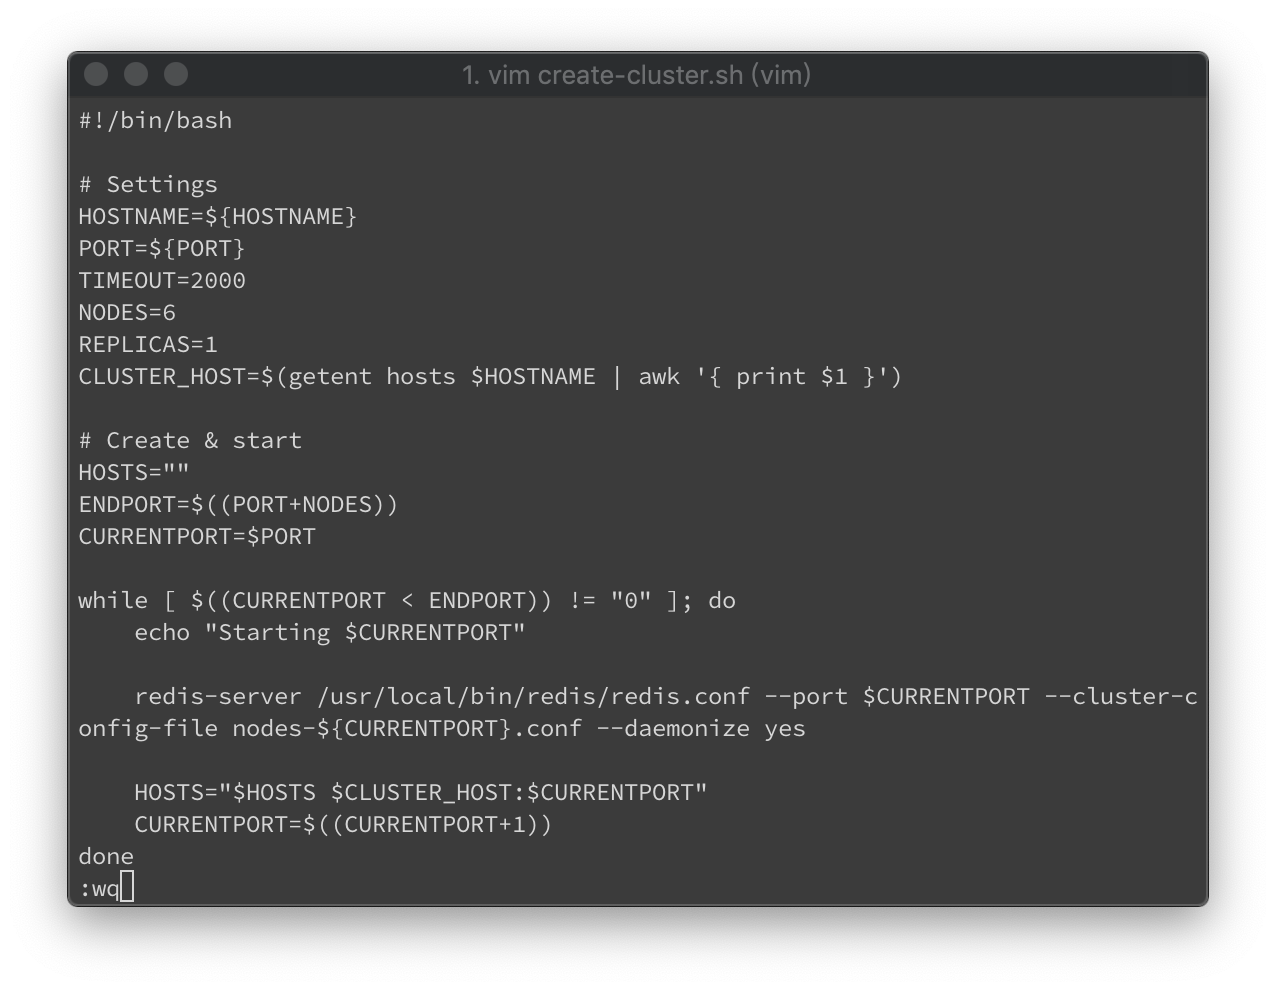 1. vim create-cluster.sh (vim)
#!/bin/bash
# Settings
HOSTNAME=${HOSTNAME}
PORT=${PORT}
TIMEOUT=2000
NODES=6
REPLICAS=1
CLUSTER_HOST=$(getent hosts $HOSTNAME | awk '{ print $1 }')
# Create & start
HOSTS=""
ENDPORT=$((PORT+NODES))
CURRENTPORT=$PORT
while [ $((CURRENTPORT < ENDPORT)) != "0" ]; do
    echo "Starting $CURRENTPORT"
    redis-server /usr/local/bin/redis/redis.conf --port $CURRENTPORT --cluster-c
onfig-file nodes-${CURRENTPORT}.conf --daemonize yes
    HOSTS="$HOSTS $CLUSTER_HOST:$CURRENTPORT"
    CURRENTPORT=$((CURRENTPORT+1))
done
:wq